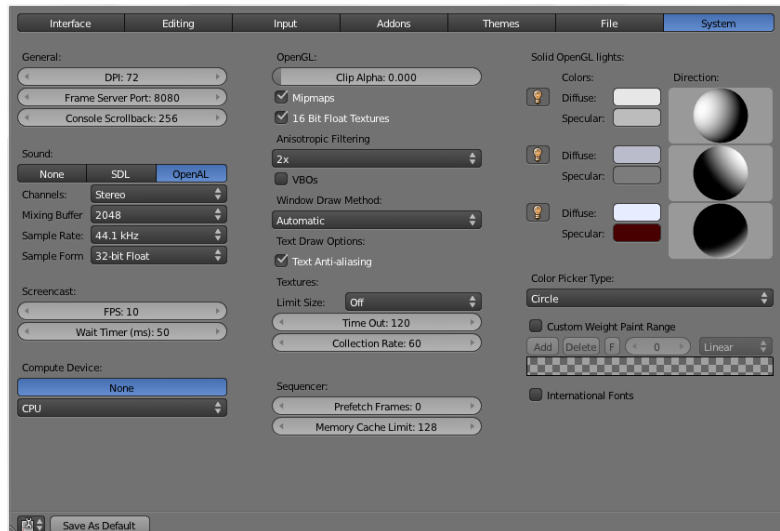 Interface Editing Input Addons Themes File System
General:
DPI: 72
Frame Server Port: 8080
Console Scrollback: 256
Sound:
None SDL OpenAL
Channels: Stereo
Mixing Buffer 2048
Sample Rate: 44.1 kHz
Sample Form 32-bit Float
Screencast:
FPS: 10
Wait Timer (ms): 50
Compute Device:
None
CPU
OpenGL:
Clip Alpha: 0.000
Mipmaps
16 Bit Float Textures
Anisotropic Filtering
2x
VBOs
Window Draw Method:
Automatic
Text Draw Options:
Text Anti-aliasing
Textures:
Limit Size: Off
Time Out: 120
Collection Rate: 60
Sequencer:
Prefetch Frames: 0
Memory Cache Limit: 128
Solid OpenGL lights:
Colors: Direction:
Diffuse:
Specular:
Diffuse:
Specular:
Diffuse:
Specular:
Color Picker Type:
Circle
Custom Weight Paint Range
Add Delete F 0 Linear
International Fonts
Save As Default